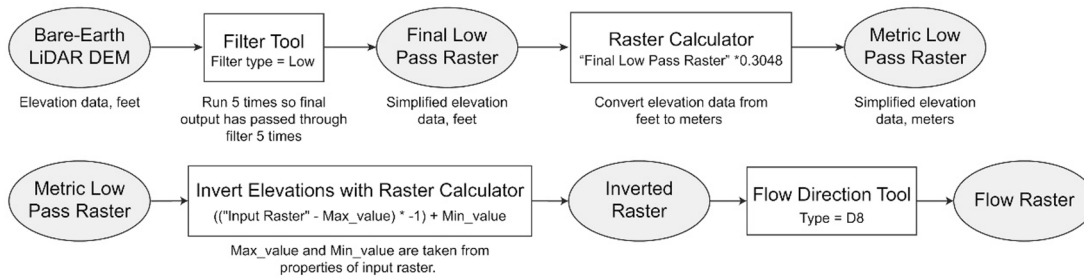 Bare-Earth
LiDAR DEM
Elevation data, feet
Filter Tool
Filter type = Low
Run 5 times so final
output has passed through
filter 5 times
Final Low
Pass Raster
Simplified elevation
data, feet
Raster Calculator
“Final Low Pass Raster” *0.3048
Convert elevation data from
feet to meters
Metric Low
Pass Raster
Simplified elevation
data, meters
Metric Low
Pass Raster
Invert Elevations with Raster Calculator
(("Input Raster" - Max_value) * -1) + Min_value
Max_value and Min_value are taken from
properties of input raster.
Inverted
Raster
Flow Direction Tool
Type = D8
Flow Raster